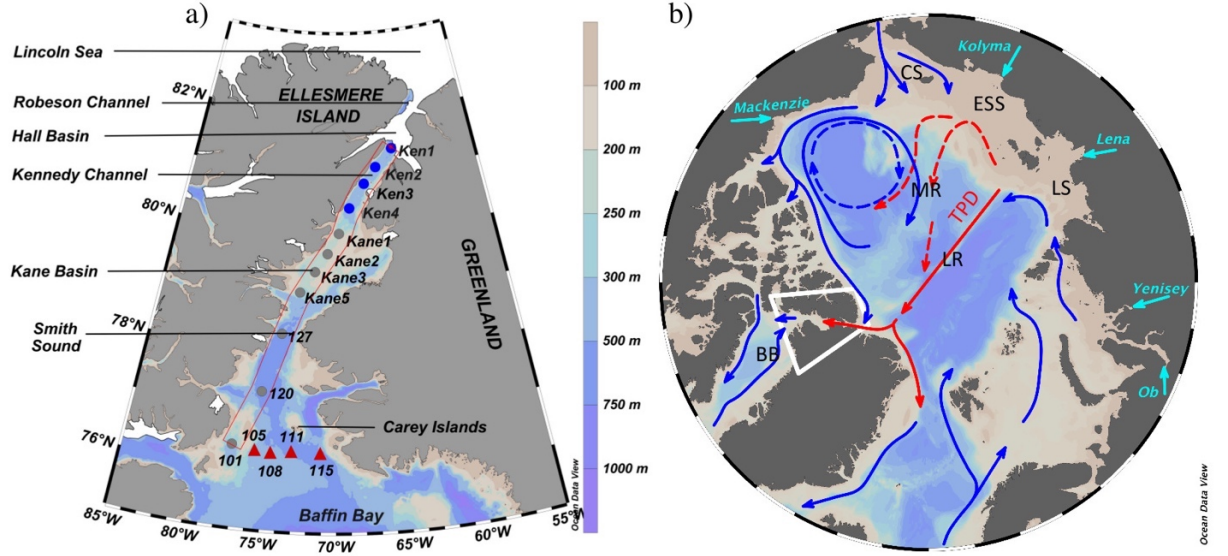 a)
Lincoln Sea
Robeson Channel
Hall Basin
Kennedy Channel
Kane Basin
Smith
Sound
82°N
80°N
78°N
76°N
85°W
80°W
75°W
70°W
65°W
60°W
55°W
ELLESMERE
ISLAND
GREENLAND
Ken1
Ken2
Ken3
Ken4
Kane1
Kane2
Kane3
Kane5
127
120
Carey Islands
105
111
101
108
115
Baffin Bay
Ocean Data View
100 m
200 m
250 m
300 m
500 m
750 m
1000 m
b)
Kolyma
CS
ESS
Mackenzie
Lena
LS
MR
TPD
LR
Yenisey
BB
Ob
Ocean Data View